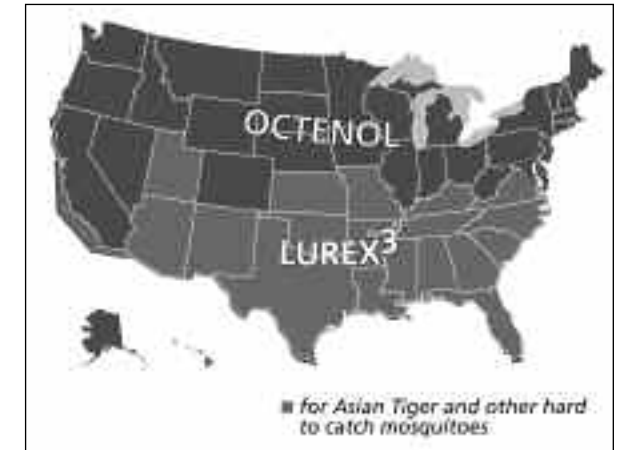 OCTENOL
LUREX³
■ for Asian Tiger and other hard
to catch mosquitoes